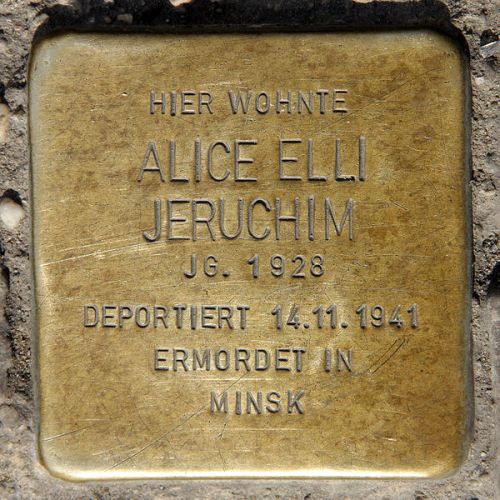 HIER WOHNTE
ALICE ELLI
JERUCHIM
JG. 1928
DEPORTIERT 14.11.1941
ERMORDET IN
MINSK